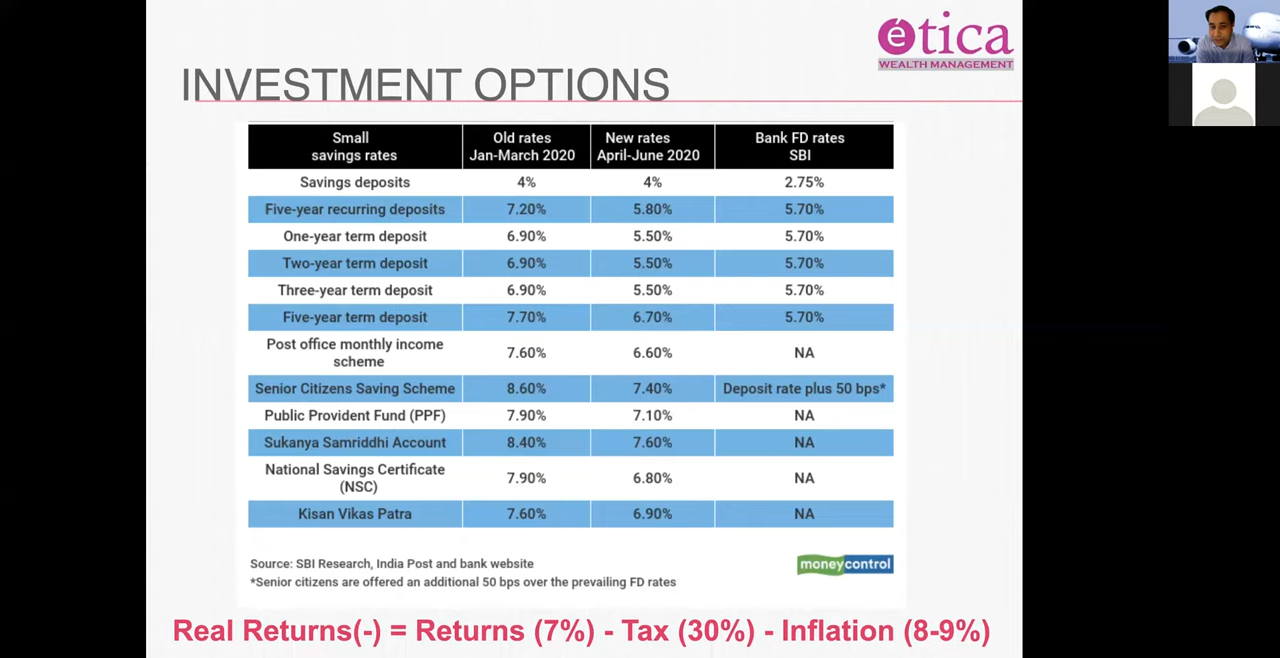 ética
WEALTH MANAGEMENT
INVESTMENT OPTIONS
Small savings rates Old rates Jan-March 2020 New rates April-June 2020 Bank FD rates SBI
Savings deposits 4% 4% 2.75%
Five-year recurring deposits 7.20% 5.80% 5.70%
One-year term deposit 6.90% 5.50% 5.70%
Two-year term deposit 6.90% 5.50% 5.70%
Three-year term deposit 6.90% 5.50% 5.70%
Five-year term deposit 7.70% 6.70% 5.70%
Post office monthly income scheme 7.60% 6.60% NA
Senior Citizens Saving Scheme 8.60% 7.40% Deposit rate plus 50 bps*
Public Provident Fund (PPF) 7.90% 7.10% NA
Sukanya Samriddhi Account 8.40% 7.60% NA
National Savings Certificate (NSC) 7.90% 6.80% NA
Kisan Vikas Patra 7.60% 6.90% NA
Source: SBI Research, India Post and bank website
moneycontrol
*Senior citizens are offered an additional 50 bps over the prevailing FD rates
Real Returns(-) = Returns (7%) - Tax (30%) - Inflation (8-9%)